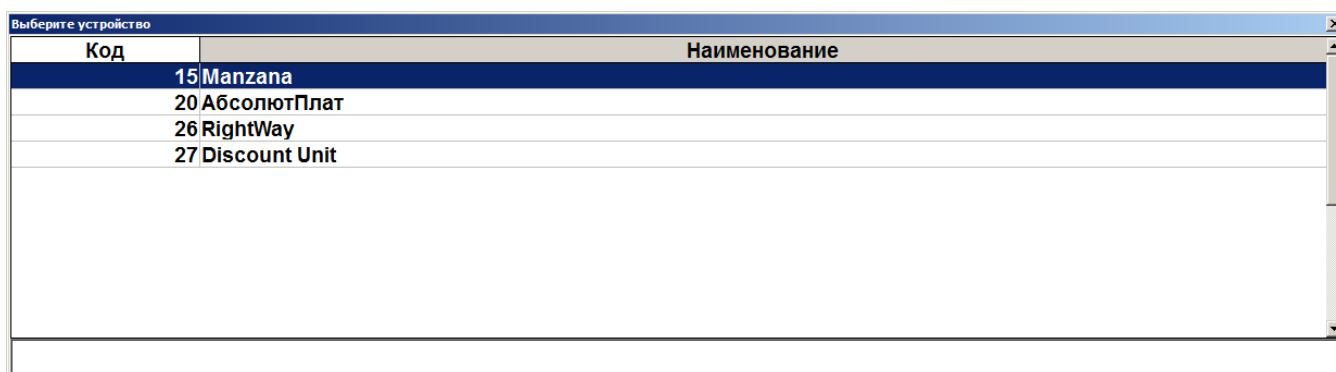 Выберите устройство
Код Наименование
15 Manzana
20 АбсолютПлат
26 RightWay
27 Discount Unit